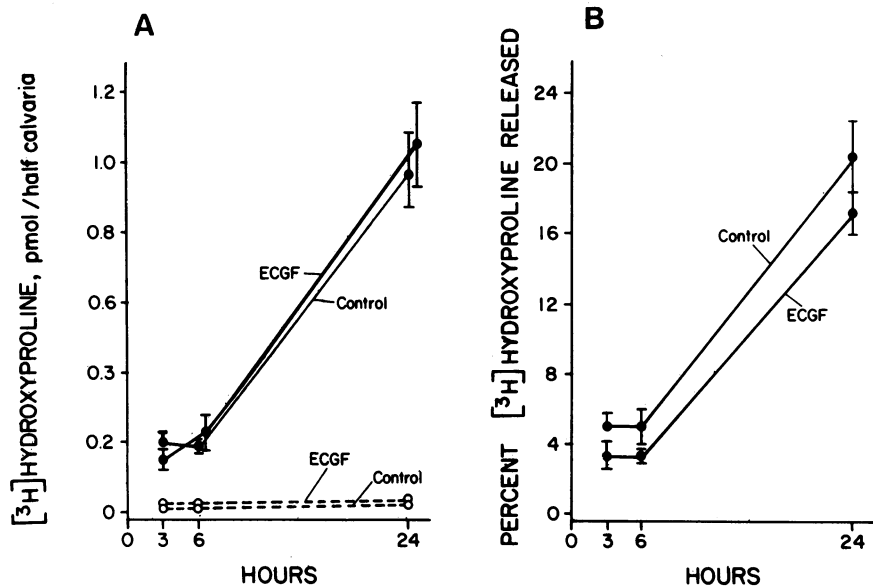 A
[³H]HYDROXYPROLINE, pmol/half calvaria
1.2
1.0
0.8
0.6
0.3
0.2
0
ECGF
Control
ECGF
Control
0 3 6 24
HOURS
B
PERCENT [³H]HYDROXYPROLINE RELEASED
24
20
16
12
8
4
0
Control
ECGF
0 3 6 24
HOURS